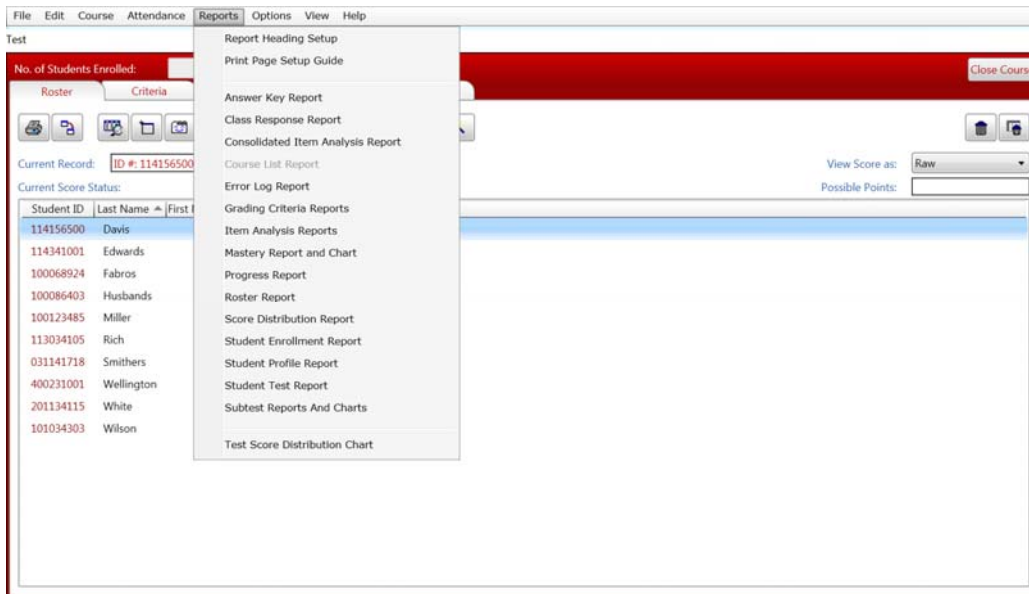 File Edit Course Attendance Reports Options View Help
Test
Report Heading Setup
Print Page Setup Guide
Answer Key Report
Class Response Report
Consolidated Item Analysis Report
Course List Report
Error Log Report
Grading Criteria Reports
Item Analysis Reports
Mastery Report and Chart
Progress Report
Roster Report
Score Distribution Report
Student Enrollment Report
Student Profile Report
Student Test Report
Subtest Reports And Charts
Test Score Distribution Chart
No. of Students Enrolled:
Close Cours
Roster Criteria
Current Record: ID #: 114156500
View Score as: Raw
Current Score Status:
Possible Points:
Student ID Last Name First
114156500 Davis
114341001 Edwards
100068924 Fabros
100086403 Husbands
100123485 Miller
113034105 Rich
031141718 Smithers
400231001 Wellington
201134115 White
101034303 Wilson